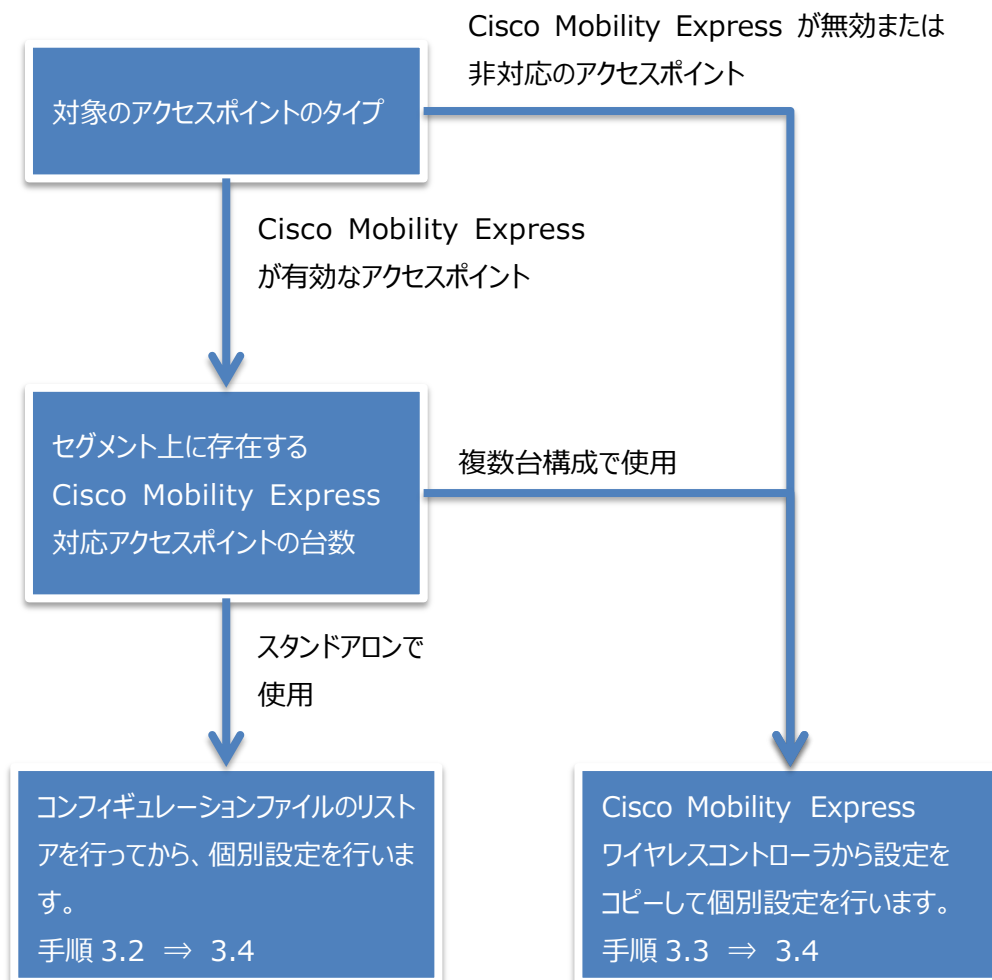 Cisco Mobility Express が無効または
非対応のアクセスポイント
対象のアクセスポイントのタイプ
Cisco Mobility Express
が有効なアクセスポイント
セグメント上に存在する
Cisco Mobility Express
対応アクセスポイントの台数
複数台構成で使用
スタンドアロンで
使用
コンフィギュレーションファイルのリスト
アを行ってから、個別設定を行いま
す。
手順 3.2 ⇒ 3.4
Cisco Mobility Express
ワイヤレスコントローラから設定を
コピーして個別設定を行います。
手順 3.3 ⇒ 3.4